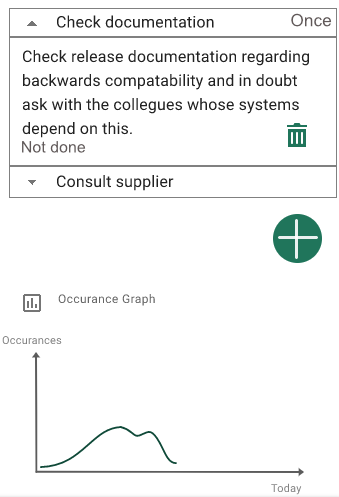 Check documentation Once
Check release documentation regarding
backwards compatability and in doubt
ask with the collegues whose systems
depend on this.
Not done
Consult supplier
Occurance Graph
Occurances
Today